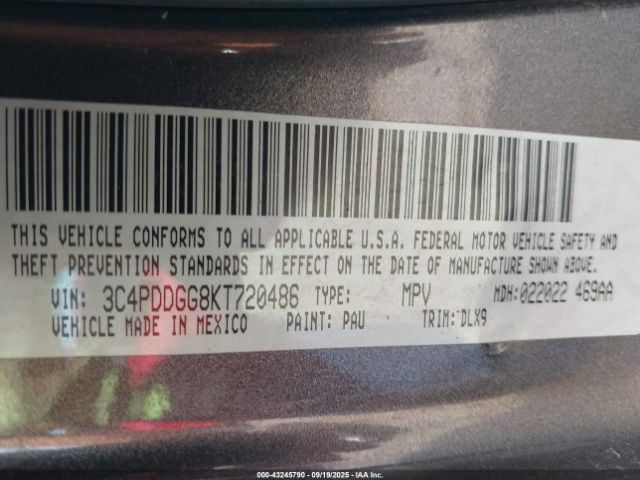 THIS VEHICLE CONFORMS TO ALL APPLICABLE U.S.A. FEDERAL MOTOR VEHICLE SAFETY AND
THEFT PREVENTION STANDARDS IN EFFECT ON THE DATE OF MANUFACTURE SHOWN ABOVE.
VIN: 3C4PDDGG8KT720486 TYPE: MPV MDH:022022 469AA
VEHICLE MADE IN MEXICO PAINT: PAU TRIM: DLX9
000-43245790 - 09/19/2025 - IAA Inc.